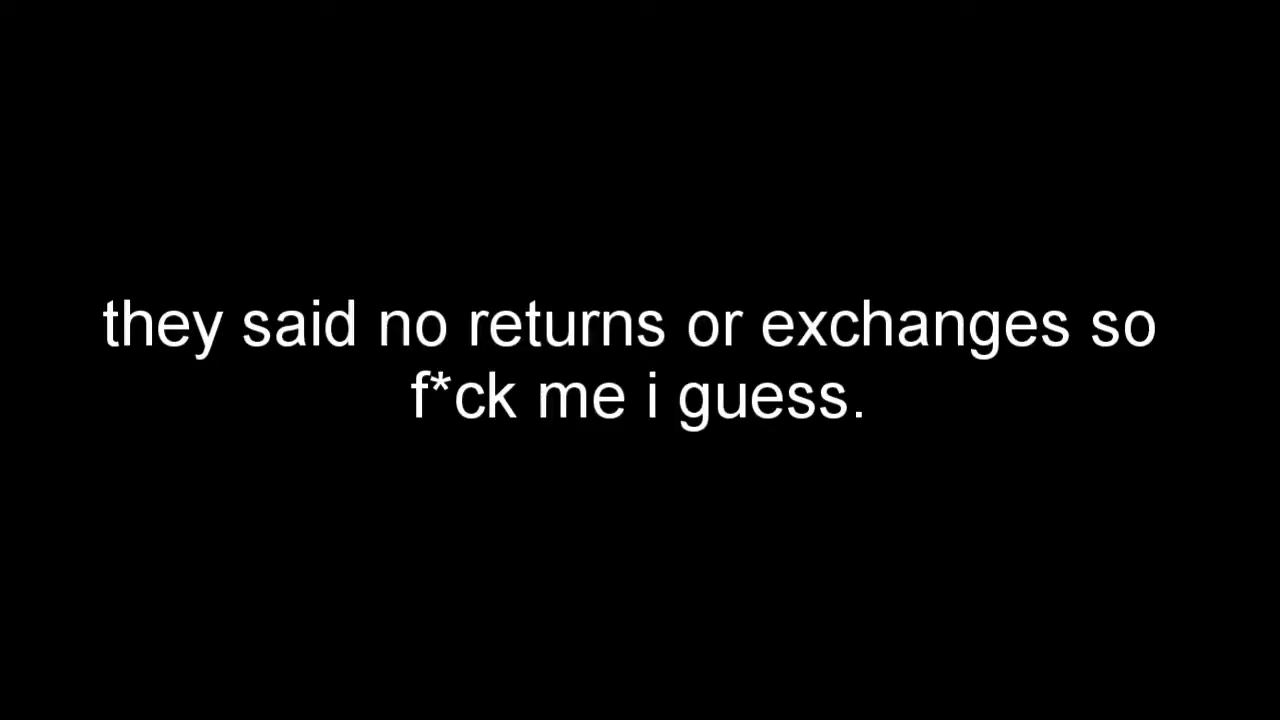 they said no returns or exchanges so
f*ck me i guess.